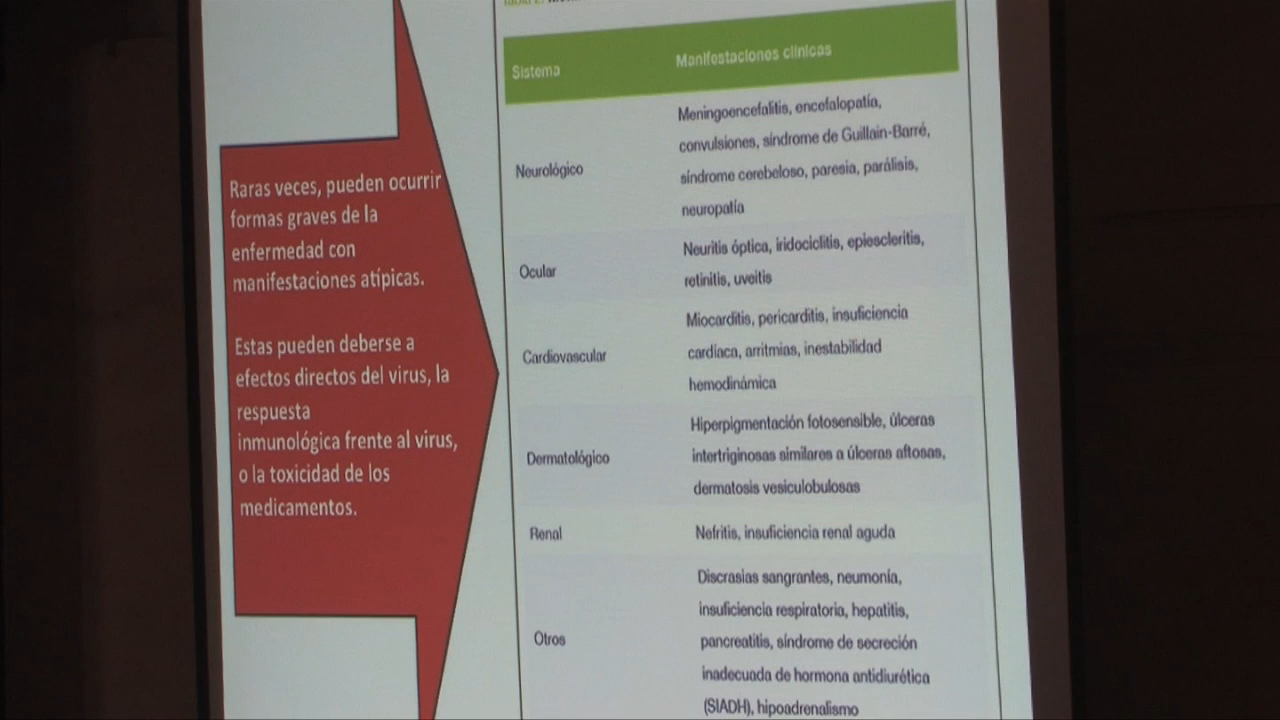 Raras veces, pueden ocurrir
formas graves de la
enfermedad con
manifestaciones atípicas.
Estas pueden deberse a
efectos directos del virus, la
respuesta
inmunológica frente al virus,
o la toxicidad de los
medicamentos.
Sistema Manifestaciones clínicas
Neurológico
Meningoencefalitis, encefalopatía,
convulsiones, síndrome de Guillain-Barré,
síndrome cerebeloso, paresia, parálisis,
neuropatía
Ocular
Neuritis óptica, iridociclitis, epiescleritis,
retinitis, uveitis
Cardiovascular
Miocarditis, pericarditis, insuficiencia
cardíaca, arritmias, inestabilidad
hemodinámica
Dermatológico
Hiperpigmentación fotosensible, úlceras
intertriginosas similares a úlceras aftosas,
dermatosis vesiculobulosas
Renal
Nefritis, insuficiencia renal aguda
Otros
Discrasias sangrantes, neumonía,
insuficiencia respiratoria, hepatitis,
pancreatitis, síndrome de secreción
inadecuada de hormona antidiurética
(SIADH), hipoadrenalismo